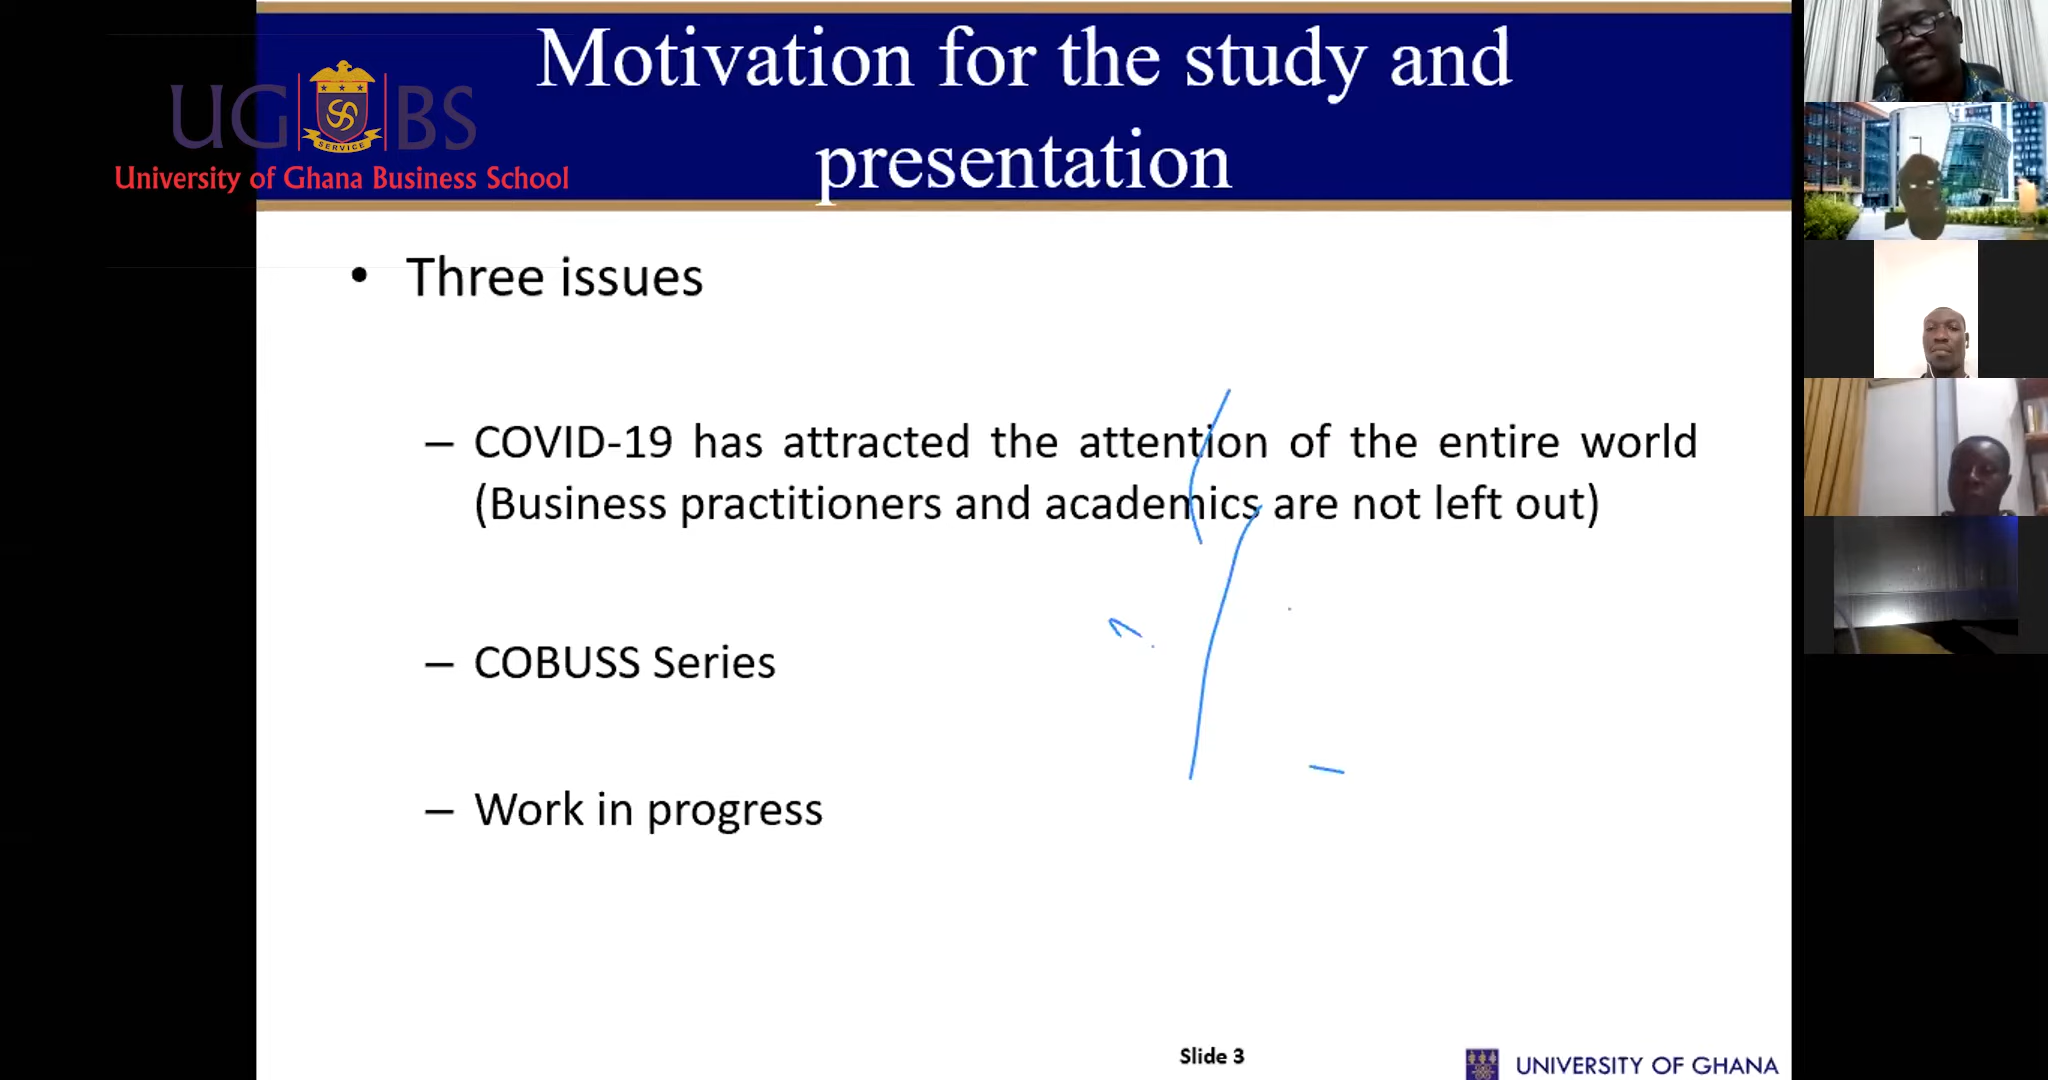 Motivation for the study and
presentation
UG BS
SERVICE
University of Ghana Business School
• Three issues
– COVID-19 has attracted the attention of the entire world
(Business practitioners and academics are not left out)
– COBUSS Series
– Work in progress
Slide 3
UNIVERSITY OF GHANA